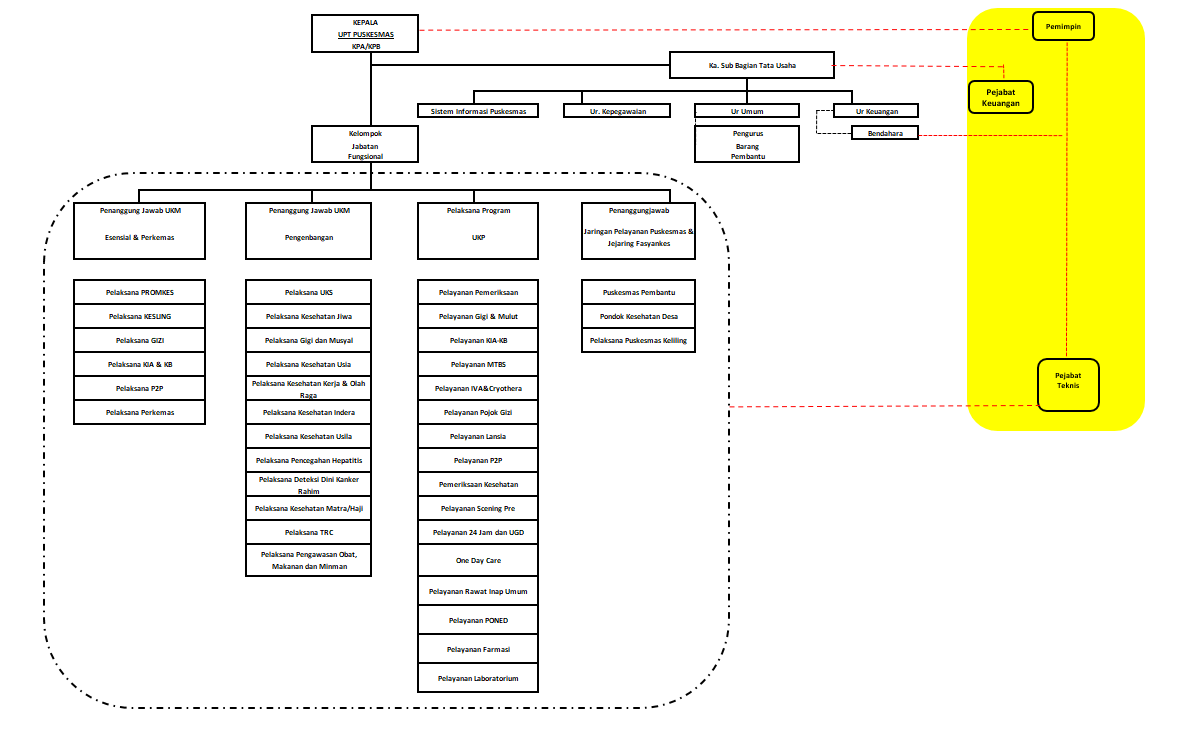 KEPALA
UPT PUSKESMAS
KPA/KPB
Pemimpin
Ka. Sub Bagian Tata Usaha
Pejabat
Keuangan
Sistem Informasi Puskesmas
Ur. Kepegawaian
Ur Umum
Ur Keuangan
Kelompok
Jabatan
Fungsional
Pengurus
Barang
Pembantu
Bendahara
Penanggung Jawab UKM
Esensial & Perkemas
Penanggung Jawab UKM
Pengenbangan
Pelaksana Program
UKP
Penanggungjawab
Jaringan Pelayanan Puskesmas &
Jejaring Fasyankes
Pelaksana PROMKES
Pelaksana KESLING
Pelaksana GIZI
Pelaksana KIA & KB
Pelaksana P2P
Pelaksana Perkemas
Pelaksana UKS
Pelaksana Kesehatan Jiwa
Pelaksana Gigi dan Musyal
Pelaksana Kesehatan Usia
Pelaksana Kesehatan Kerja & Olah
Raga
Pelaksana Kesehatan Indera
Pelaksana Kesehatan Usila
Pelaksana Pencegahan Hepatitis
Pelaksana Deteksi Dini Kanker
Rahim
Pelaksana Kesehatan Matra/Haji
Pelaksana TRC
Pelaksana Pengawasan Obat,
Makanan dan Minman
Pelayanan Pemeriksaan
Pelayanan Gigi & Mulut
Pelayanan KIA-KB
Pelayanan MTBS
Pelayanan IVA&Cryothera
Pelayanan Pojok Gizi
Pelayanan Lansia
Pelayanan P2P
Pemeriksaan Kesehatan
Pelayanan Scening Pre
Pelayanan 24 Jam dan UGD
One Day Care
Pelayanan Rawat Inap Umum
Pelayanan PONED
Pelayanan Farmasi
Pelayanan Laboratorium
Puskesmas Pembantu
Pondok Kesehatan Desa
Pelaksana Puskesmas Keliling
Pejabat
Teknis